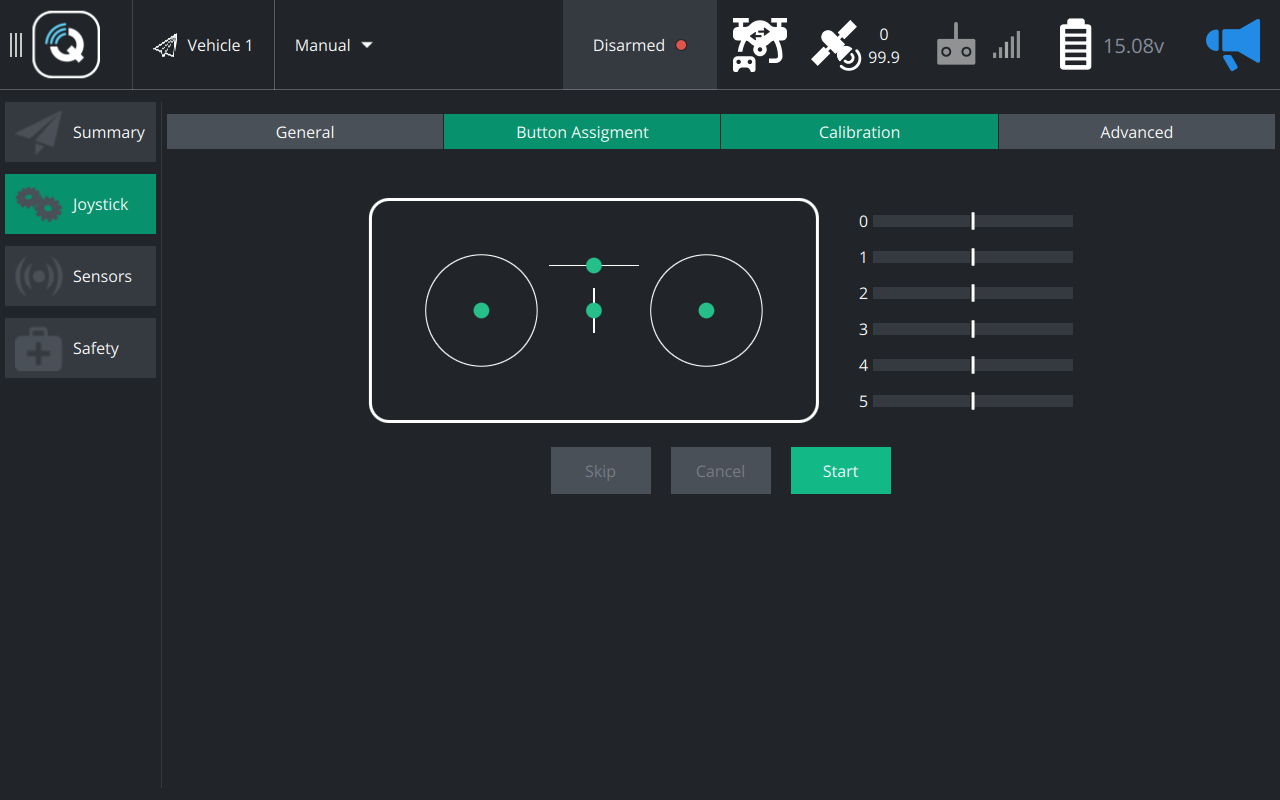 Vehicle 1
Manual
Disarmed
0
99.9
15.08v
Summary
Joystick
Sensors
Safety
General
Button Assigment
Calibration
Advanced
0
1
2
3
4
5
Skip
Cancel
Start